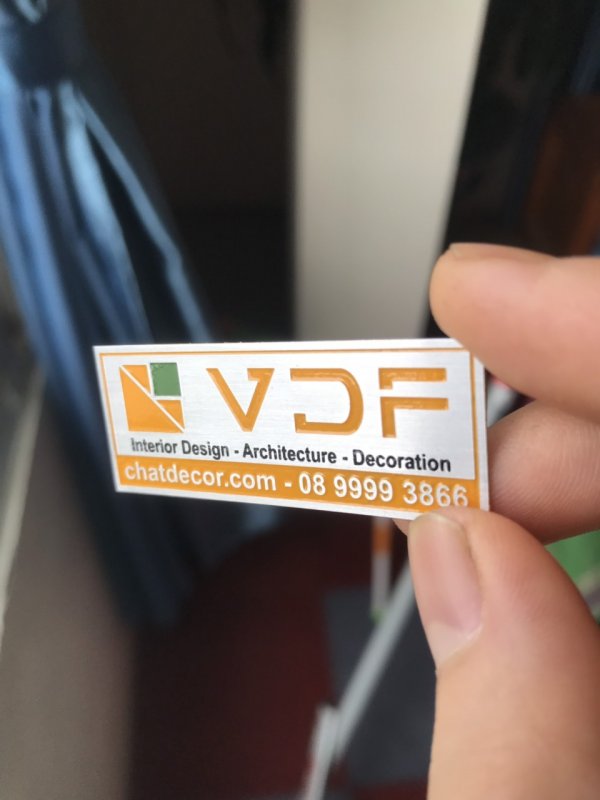 VDF
Interior Design - Architecture - Decoration
chatdecor.com - 08 9999 3866